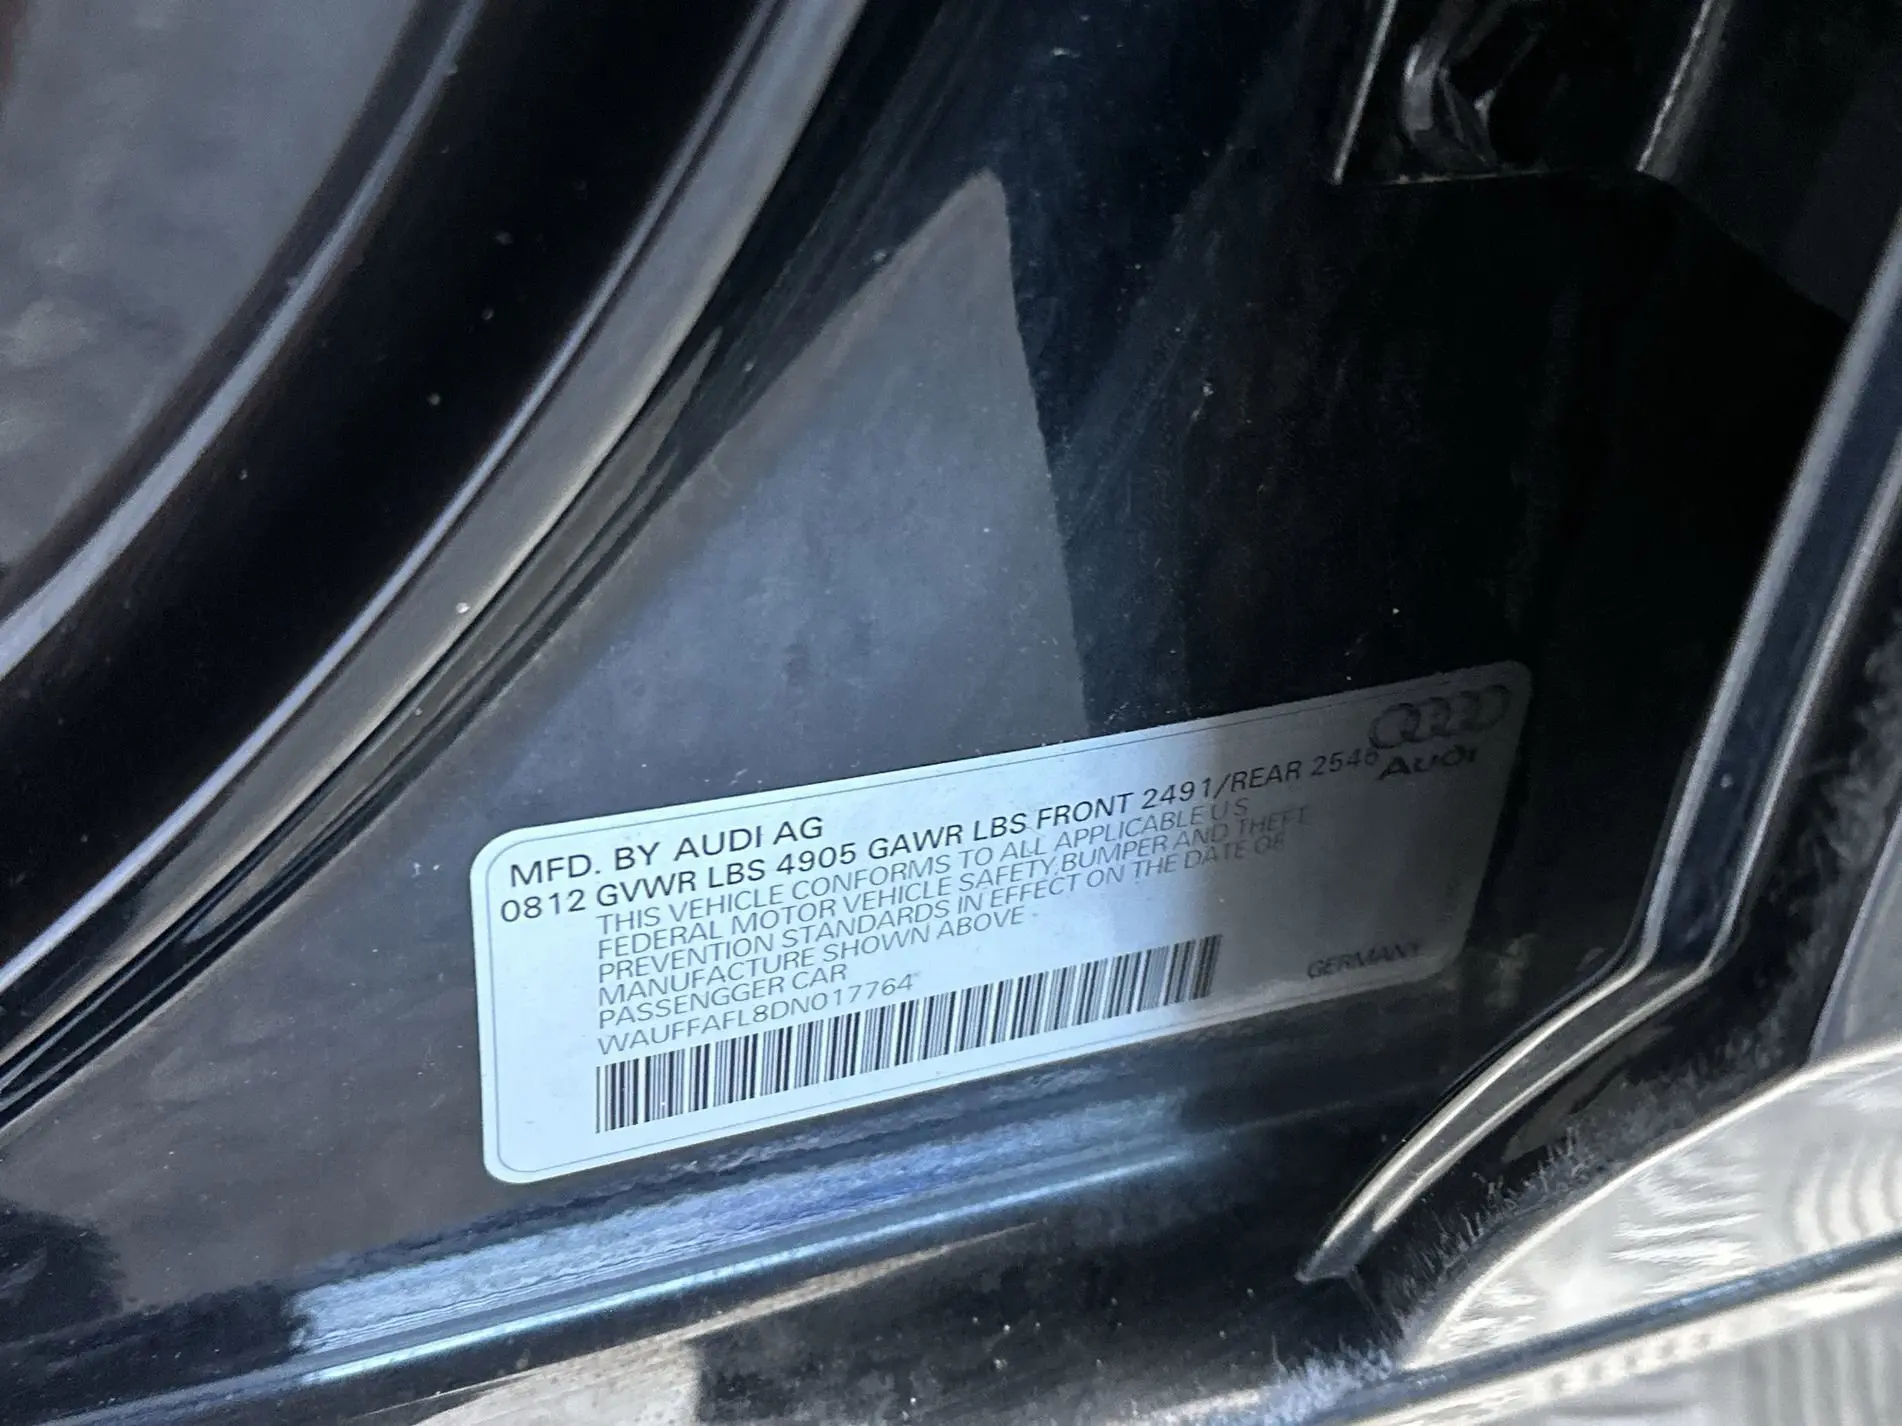 MFD. BY AUDI AG
0812 GVWR LBS 4905 GAWR LBS FRONT 2491/REAR 2546
THIS VEHICLE CONFORMS TO ALL APPLICABLE US
FEDERAL MOTOR VEHICLE SAFETY,BUMPER AND THEFT
PREVENTION STANDARDS IN EFFECT ON THE DATE OF
MANUFACTURE SHOWN ABOVE
PASSENGGER CAR
WAUFFAFL8DN017764
AUDI
GERMANY